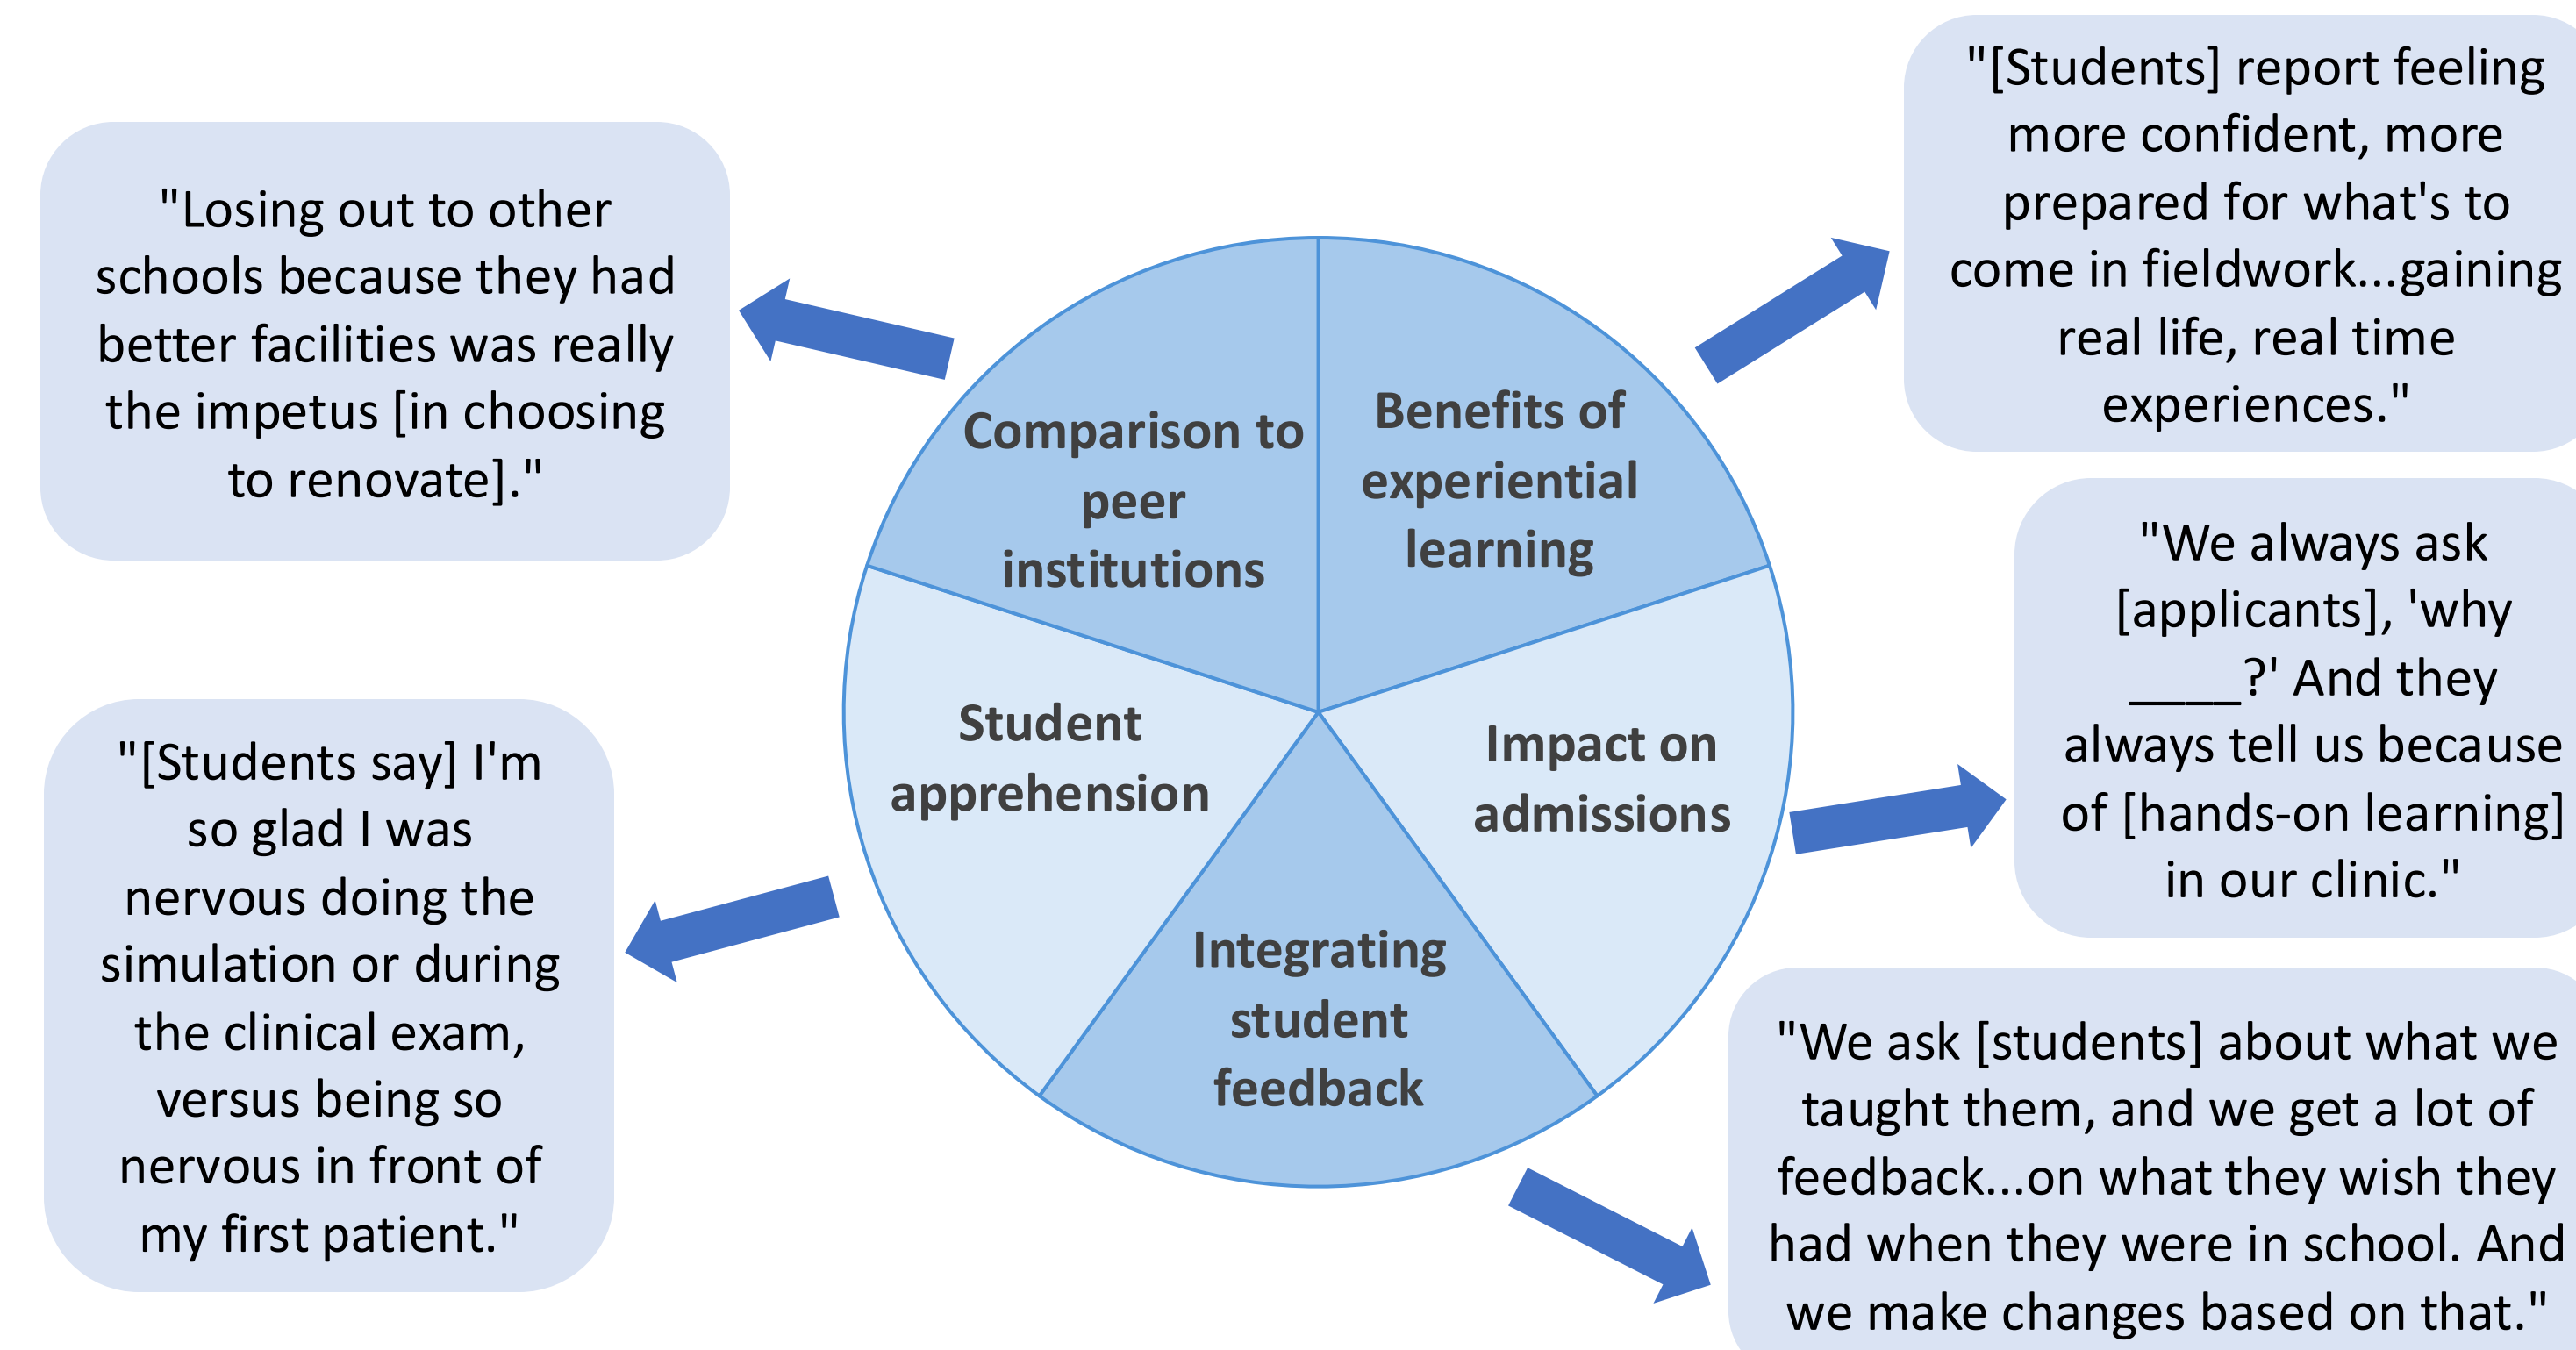 "Losing out to other
schools because they had
better facilities was really
the impetus [in choosing
to renovate]."
"[Students say] I'm
so glad I was
nervous doing the
simulation or during
the clinical exam,
versus being so
nervous in front of
my first patient."
Comparison to
peer
institutions
Benefits of
experiential
learning
Student
apprehension
Impact on
admissions
Integrating
student
feedback
"[Students] report feeling
more confident, more
prepared for what's to
come in fieldwork...gaining
real life, real time
experiences."
"We always ask
[applicants], 'why
____?' And they
always tell us because
of [hands-on learning]
in our clinic."
"We ask [students] about what we
taught them, and we get a lot of
feedback...on what they wish they
had when they were in school. And
we make changes based on that."